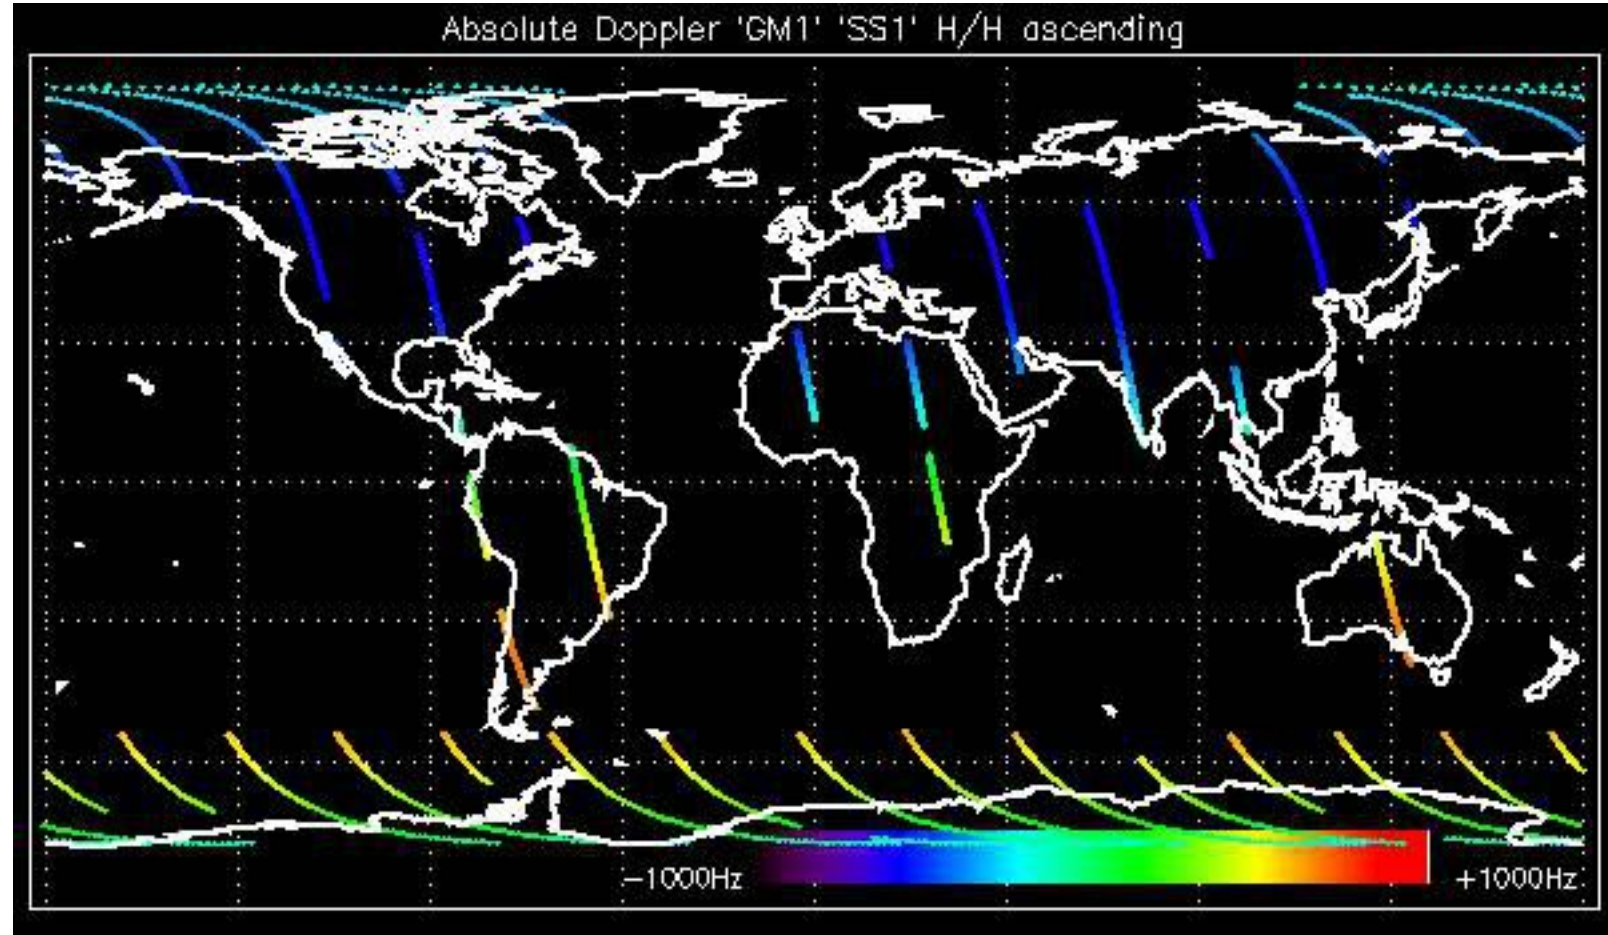 Absolute Doppler 'GM1' 'SS1' H/H ascending
−1000Hz
+1000Hz